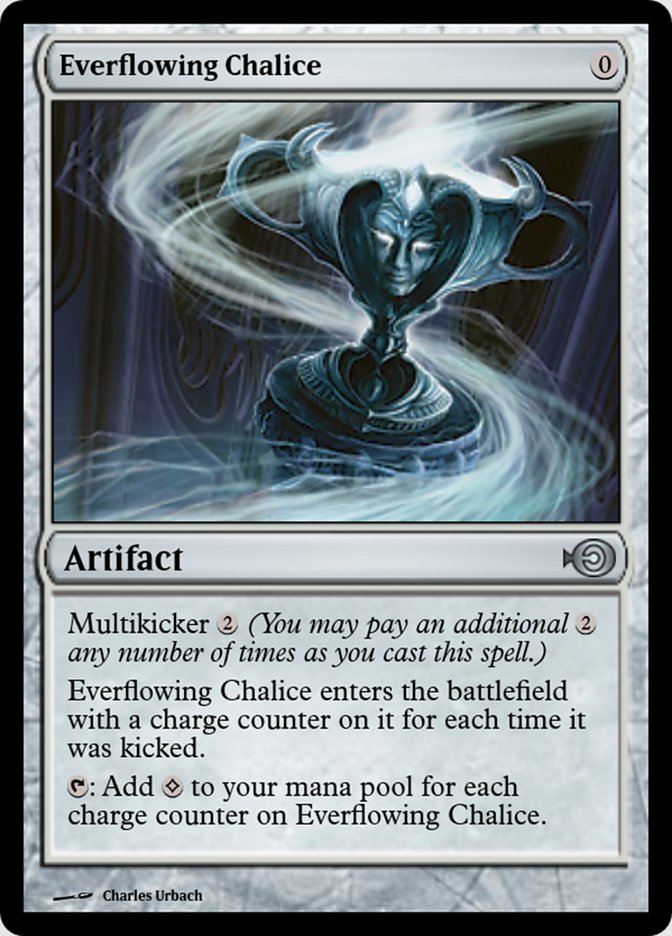 Everflowing Chalice 0
Artifact
Multikicker 2 (You may pay an additional 2
any number of times as you cast this spell.)
Everflowing Chalice enters the battlefield
with a charge counter on it for each time it
was kicked.
: Add to your mana pool for each
charge counter on Everflowing Chalice.
Charles Urbach